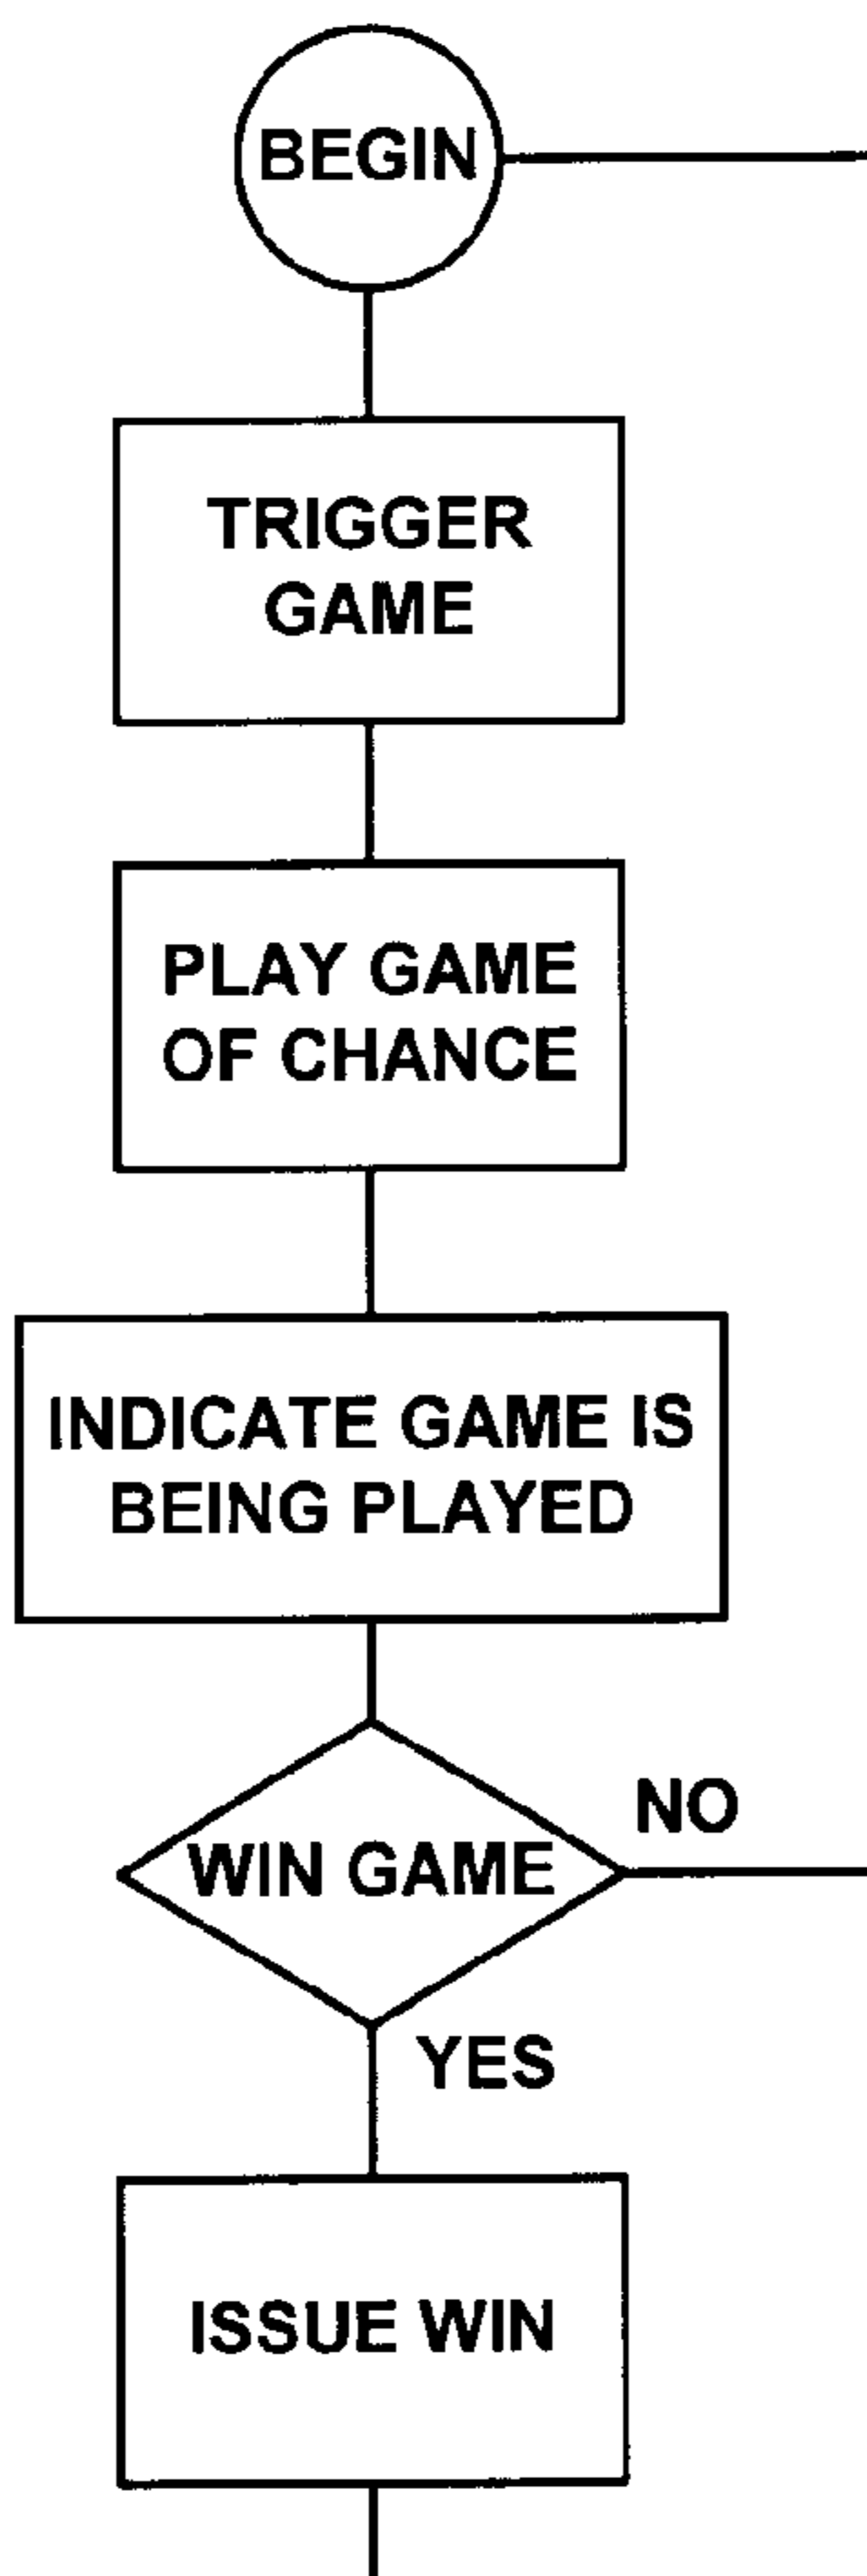 BEGIN
TRIGGER
GAME
PLAY GAME
OF CHANCE
INDICATE GAME IS
BEING PLAYED
WIN GAME
NO
YES
ISSUE WIN